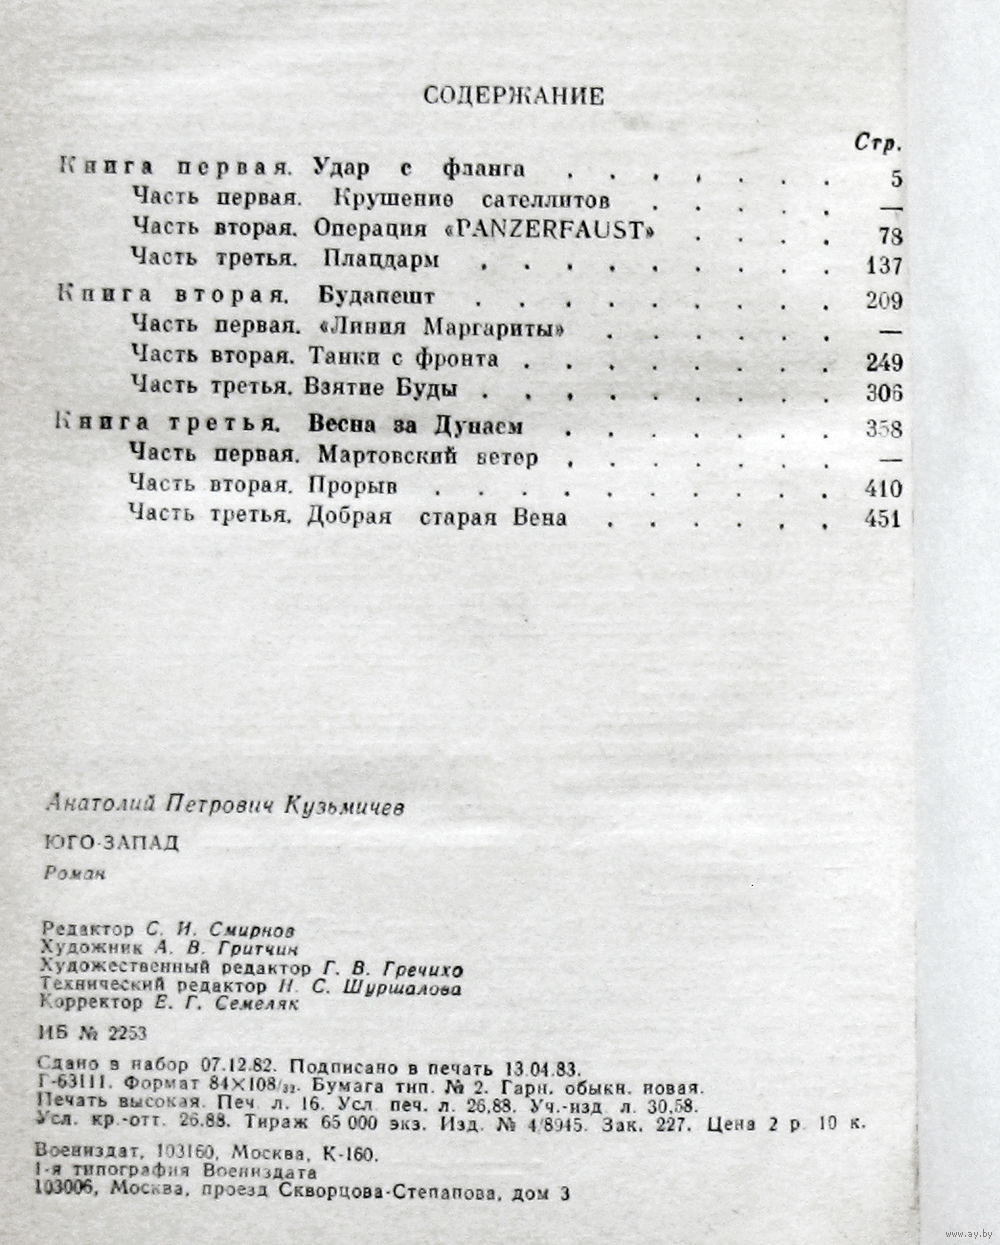 СОДЕРЖАНИЕ
Стр.
Книга первая. Удар с фланга . . . . . . . 5
Часть первая. Крушение сателлитов . . . . . —
Часть вторая. Операция «PANZERFAUST» . . . . 78
Часть третья. Плацдарм . . . . . . . . . 137
Книга вторая. Будапешт . . . . . . . . . 209
Часть первая. «Линия Маргариты» . . . . . . —
Часть вторая. Танки с фронта . . . . . . . . 249
Часть третья. Взятие Буды . . . . . . . . . 306
Книга третья. Весна за Дунаем . . . . . . . 358
Часть первая. Мартовский ветер . . . . . . . —
Часть вторая. Прорыв . . . . . . . . . . 410
Часть третья. Добрая старая Вена . . . . . . 451
Анатолий Петрович Кузьмичев
ЮГО-ЗАПАД
Роман
Редактор С. И. Смирнов
Художник А. В. Гритчин
Художественный редактор Г. В. Гречихо
Технический редактор Н. С. Шуршалова
Корректор Е. Г. Семеляк
ИБ № 2253
Сдано в набор 07.12.82. Подписано в печать 13.04.83.
Г-63111. Формат 84×108/32. Бумага тип. № 2. Гарн. обыкн. новая.
Печать высокая. Печ. л. 16. Усл. печ. л. 26,88. Уч.-изд. л. 30,58.
Усл. кр.-отт. 26.88. Тираж 65 000 экз. Изд. № 4/8945. Зак. 227. Цена 2 р. 10 к.
Воениздат, 103160, Москва, К-160.
1-я типография Воениздата
103006, Москва, проезд Скворцова-Степанова, дом 3
www.ay.by